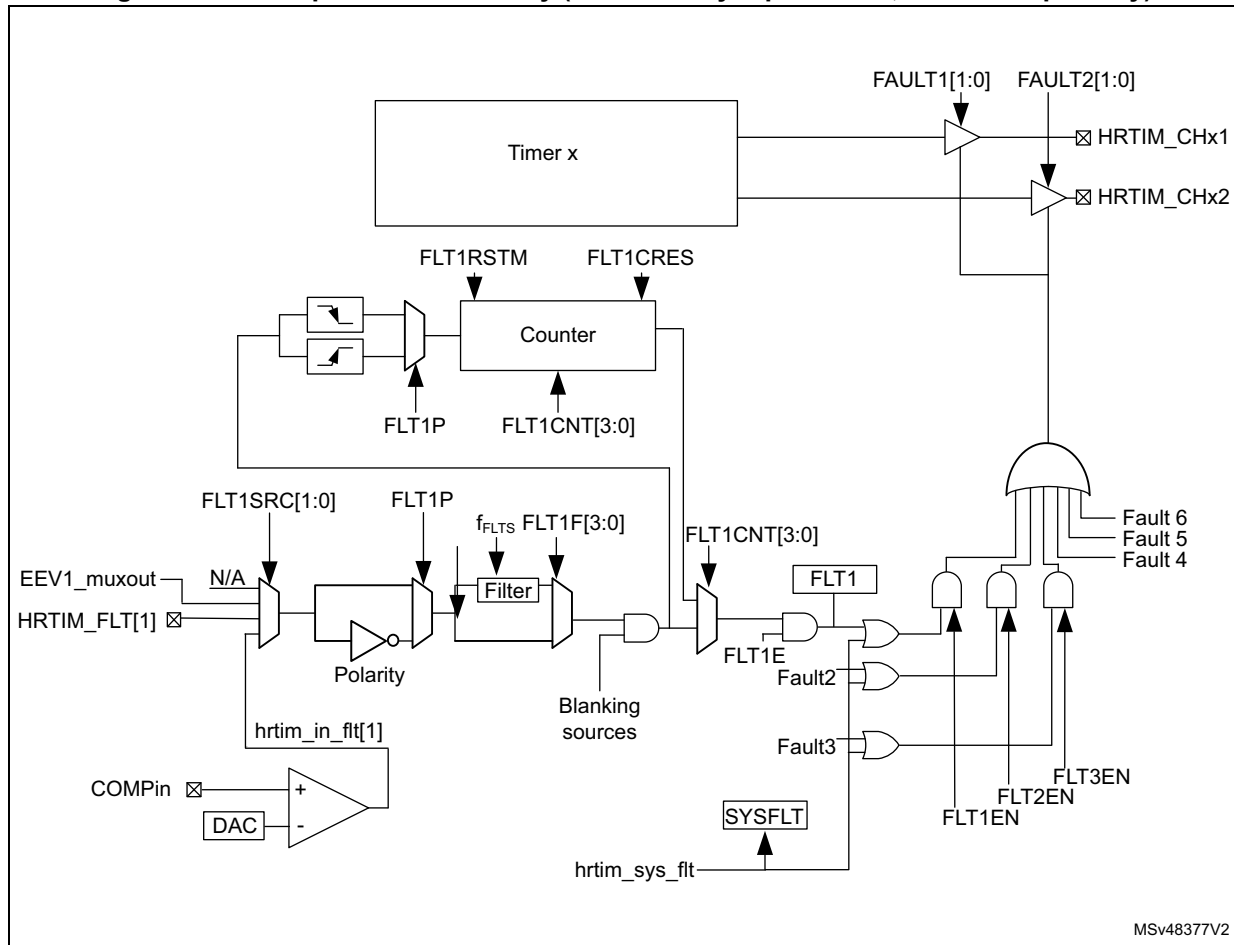 FAULT1[1:0] FAULT2[1:0]
Timer x
HRTIM_CHx1
HRTIM_CHx2
FLT1RSTM FLT1CRES
Counter
FLT1P FLT1CNT[3:0]
FLT1SRC[1:0] FLT1P
fFLTS FLT1F[3:0] FLT1CNT[3:0]
Fault 6
Fault 5
Fault 4
EEV1_muxout N/A
Filter
FLT1
HRTIM_FLT[1]
Polarity
FLT1E
Fault2
Blanking
sources
hrtim_in_flt[1]
Fault3
COMPin +
DAC -
FLT3EN
FLT2EN
FLT1EN
SYSFLT
hrtim_sys_flt
MSv48377V2